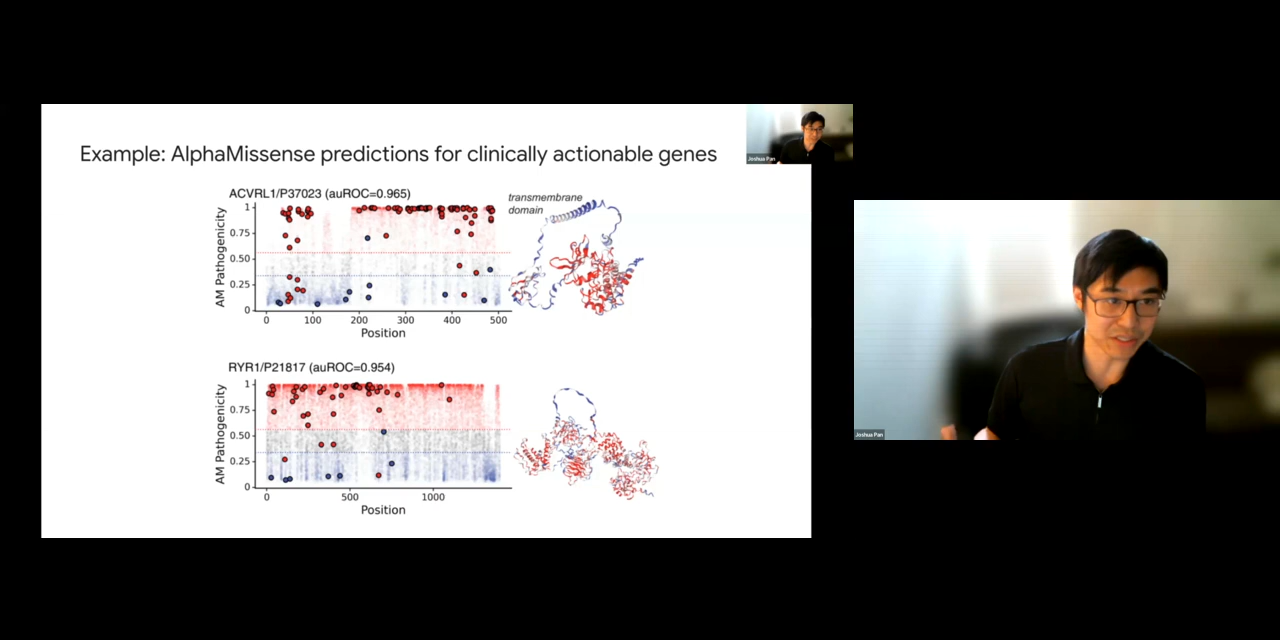 Example: AlphaMissense predictions for clinically actionable genes
Joshua Pan
ACVRL1/P37023 (auROC=0.965)
transmembrane
domain
AM Pathogenicity
1
0.75
0.50
0.25
0
0 100 200 300 400 500
Position
RYR1/P21817 (auROC=0.954)
AM Pathogenicity
1
0.75
0.50
0.25
0
0 500 1000
Position
Joshua Pan